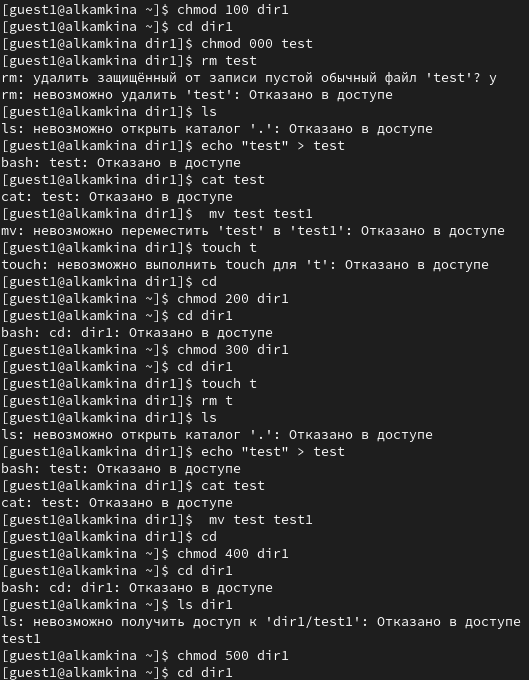 [guest1@alkamkina ~]$ chmod 100 dir1
[guest1@alkamkina ~]$ cd dir1
[guest1@alkamkina dir1]$ chmod 000 test
[guest1@alkamkina dir1]$ rm test
rm: удалить защищённый от записи пустой обычный файл 'test'? y
rm: невозможно удалить 'test': Отказано в доступе
[guest1@alkamkina dir1]$ ls
ls: невозможно открыть каталог '.': Отказано в доступе
[guest1@alkamkina dir1]$ echo "test" > test
bash: test: Отказано в доступе
[guest1@alkamkina dir1]$ cat test
cat: test: Отказано в доступе
[guest1@alkamkina dir1]$  mv test test1
mv: невозможно переместить 'test' в 'test1': Отказано в доступе
[guest1@alkamkina dir1]$ touch t
touch: невозможно выполнить touch для 't': Отказано в доступе
[guest1@alkamkina dir1]$ cd
[guest1@alkamkina ~]$ chmod 200 dir1
[guest1@alkamkina ~]$ cd dir1
bash: cd: dir1: Отказано в доступе
[guest1@alkamkina ~]$ chmod 300 dir1
[guest1@alkamkina ~]$ cd dir1
[guest1@alkamkina dir1]$ touch t
[guest1@alkamkina dir1]$ rm t
[guest1@alkamkina dir1]$ ls
ls: невозможно открыть каталог '.': Отказано в доступе
[guest1@alkamkina dir1]$ echo "test" > test
bash: test: Отказано в доступе
[guest1@alkamkina dir1]$ cat test
cat: test: Отказано в доступе
[guest1@alkamkina dir1]$  mv test test1
[guest1@alkamkina dir1]$ cd
[guest1@alkamkina ~]$ chmod 400 dir1
[guest1@alkamkina ~]$ cd dir1
bash: cd: dir1: Отказано в доступе
[guest1@alkamkina ~]$ ls dir1
ls: невозможно получить доступ к 'dir1/test1': Отказано в доступе
test1
[guest1@alkamkina ~]$ chmod 500 dir1
[guest1@alkamkina ~]$ cd dir1